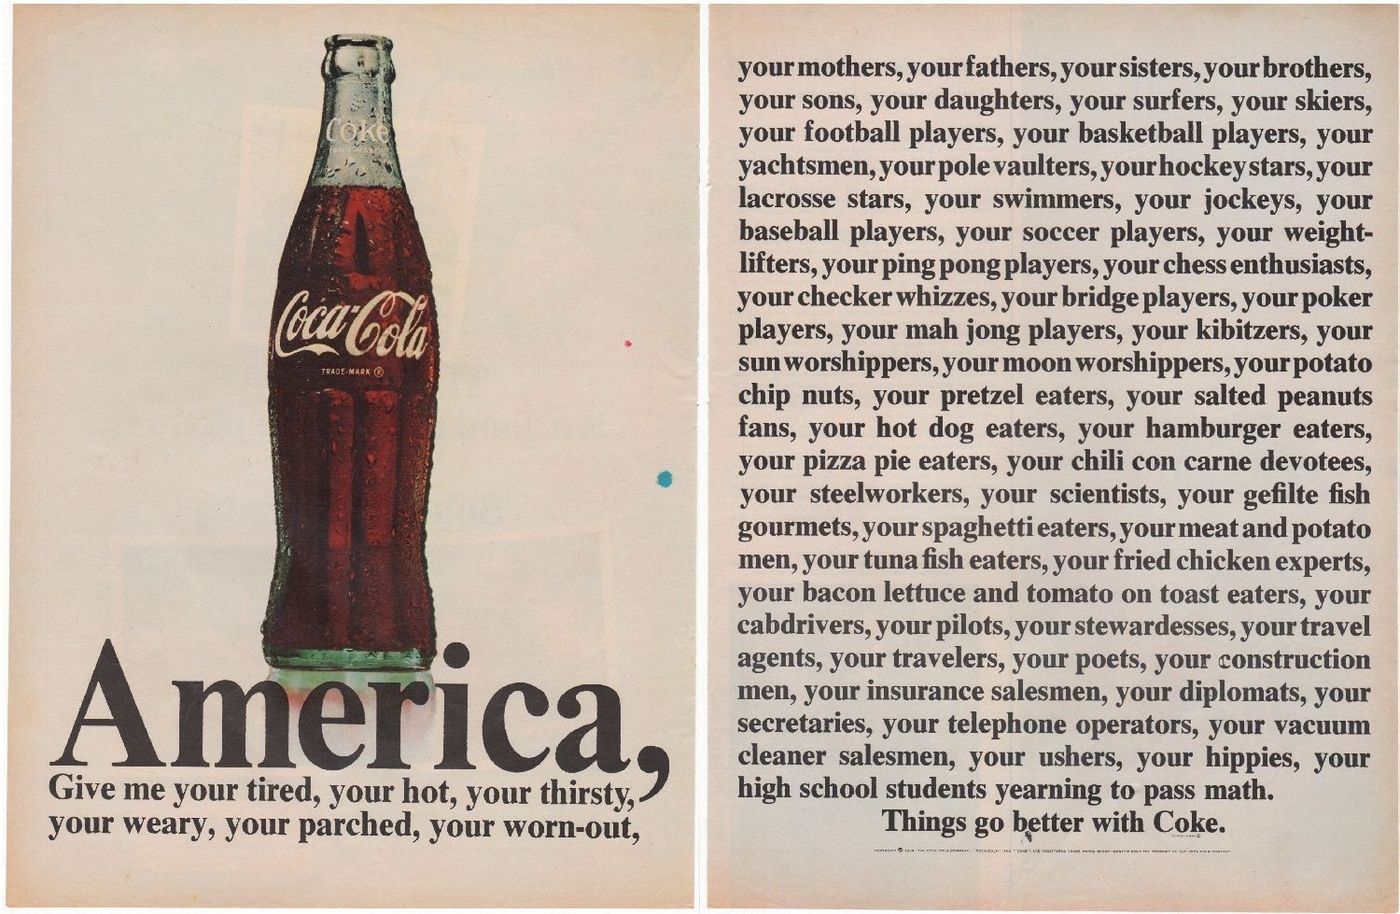 Coke
Coca-Cola
TRADE-MARK ®
America,
Give me your tired, your hot, your thirsty,
your weary, your parched, your worn-out,
your mothers, your fathers, your sisters, your brothers,
your sons, your daughters, your surfers, your skiers,
your football players, your basketball players, your
yachtsmen, your pole vaulters, your hockey stars, your
lacrosse stars, your swimmers, your jockeys, your
baseball players, your soccer players, your weight-
lifters, your ping pong players, your chess enthusiasts,
your checker whizzes, your bridge players, your poker
players, your mah jong players, your kibitzers, your
sun worshippers, your moon worshippers, your potato
chip nuts, your pretzel eaters, your salted peanuts
fans, your hot dog eaters, your hamburger eaters,
your pizza pie eaters, your chili con carne devotees,
your steelworkers, your scientists, your gefilte fish
gourmets, your spaghetti eaters, your meat and potato
men, your tuna fish eaters, your fried chicken experts,
your bacon lettuce and tomato on toast eaters, your
cabdrivers, your pilots, your stewardesses, your travel
agents, your travelers, your poets, your construction
men, your insurance salesmen, your diplomats, your
secretaries, your telephone operators, your vacuum
cleaner salesmen, your ushers, your hippies, your
high school students yearning to pass math.
Things go better with Coke.